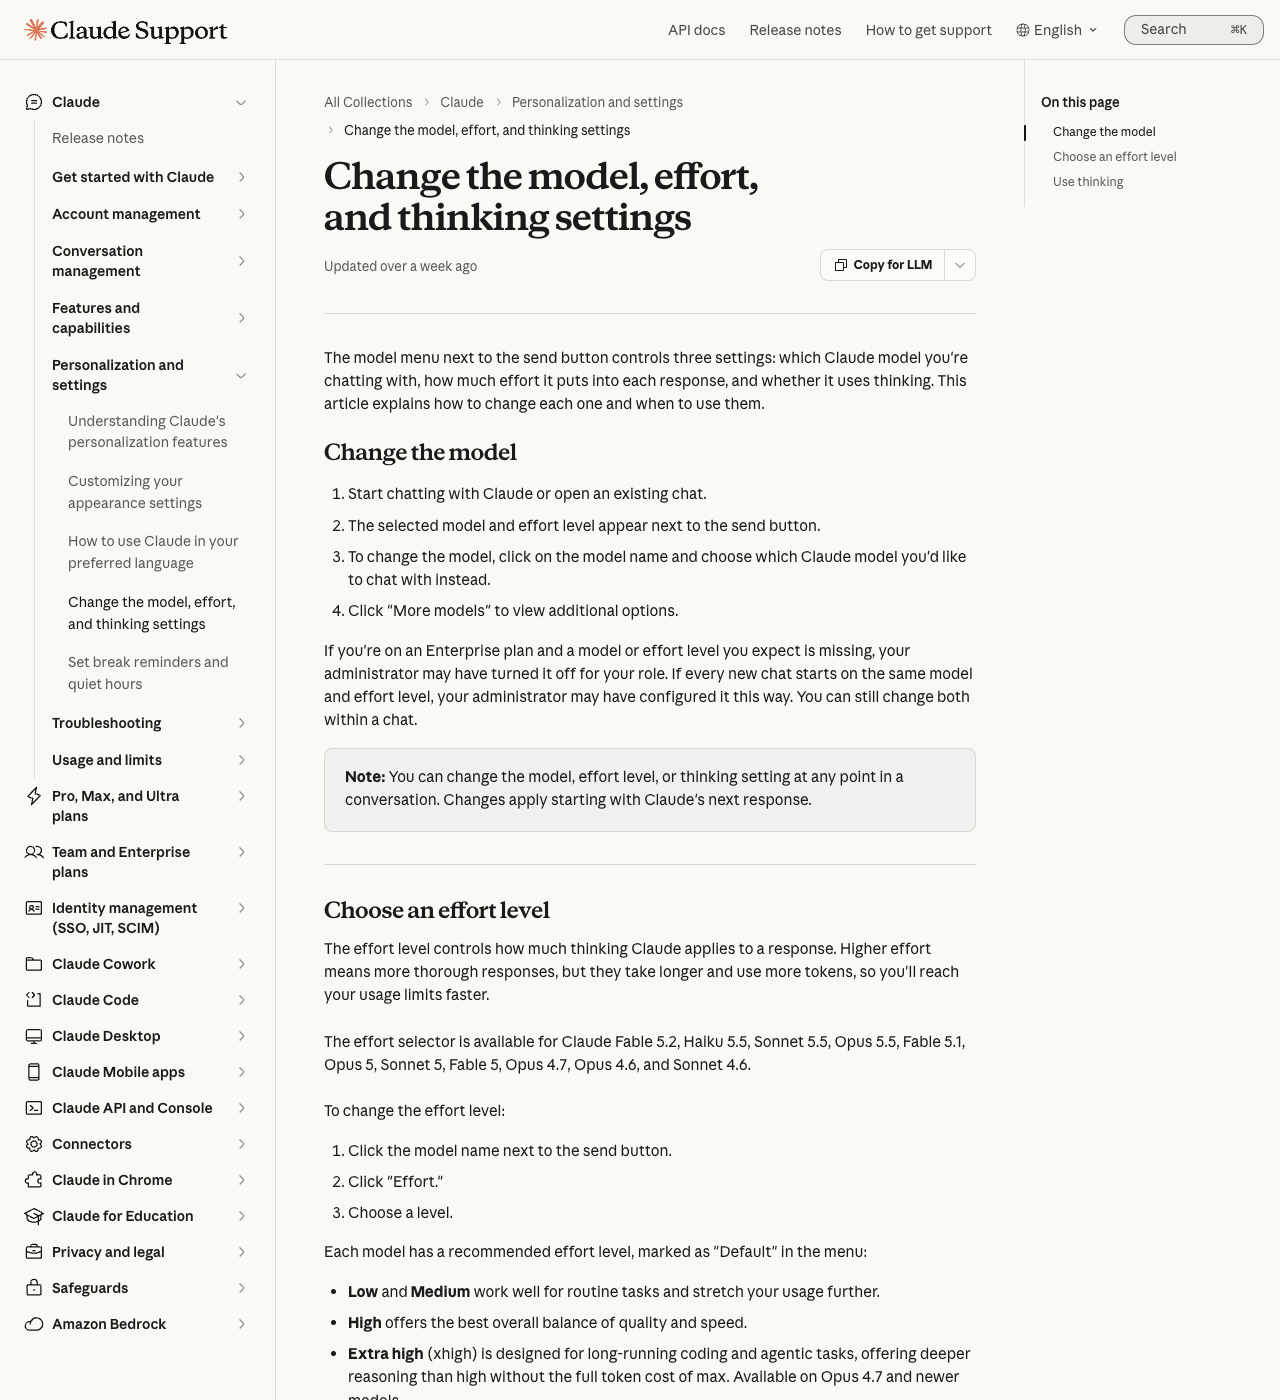 Claude Support
API docs
Release notes
How to get support
English
Search
⌘K
Claude
Release notes
Get started with Claude
Account management
Conversation
management
Features and
capabilities
Personalization and
settings
Understanding Claude's
personalization features
Customizing your
appearance settings
How to use Claude in your
preferred language
Change the model, effort,
and thinking settings
Set break reminders and
quiet hours
Troubleshooting
Usage and limits
Pro, Max, and Ultra
plans
Team and Enterprise
plans
Identity management
(SSO, JIT, SCIM)
Claude Cowork
Claude Code
Claude Desktop
Claude Mobile apps
Claude API and Console
Connectors
Claude in Chrome
Claude for Education
Privacy and legal
Safeguards
Amazon Bedrock
All Collections
Claude
Personalization and settings
Change the model, effort, and thinking settings
Change the model, effort,
and thinking settings
Updated over a week ago
Copy for LLM
The model menu next to the send button controls three settings: which Claude model you're
chatting with, how much effort it puts into each response, and whether it uses thinking. This
article explains how to change each one and when to use them.
Change the model
1. Start chatting with Claude or open an existing chat.
2. The selected model and effort level appear next to the send button.
3. To change the model, click on the model name and choose which Claude model you'd like
to chat with instead.
4. Click "More models" to view additional options.
If you're on an Enterprise plan and a model or effort level you expect is missing, your
administrator may have turned it off for your role. If every new chat starts on the same model
and effort level, your administrator may have configured it this way. You can still change both
within a chat.
Note: You can change the model, effort level, or thinking setting at any point in a
conversation. Changes apply starting with Claude's next response.
Choose an effort level
The effort level controls how much thinking Claude applies to a response. Higher effort
means more thorough responses, but they take longer and use more tokens, so you'll reach
your usage limits faster.
The effort selector is available for Claude Fable 5.2, Haiku 5.5, Sonnet 5.5, Opus 5.5, Fable 5.1,
Opus 5, Sonnet 5, Fable 5, Opus 4.7, Opus 4.6, and Sonnet 4.6.
To change the effort level:
1. Click the model name next to the send button.
2. Click "Effort."
3. Choose a level.
Each model has a recommended effort level, marked as "Default" in the menu:
• Low and Medium work well for routine tasks and stretch your usage further.
• High offers the best overall balance of quality and speed.
• Extra high (xhigh) is designed for long-running coding and agentic tasks, offering deeper
reasoning than high without the full token cost of max. Available on Opus 4.7 and newer
models.
On this page
Change the model
Choose an effort level
Use thinking